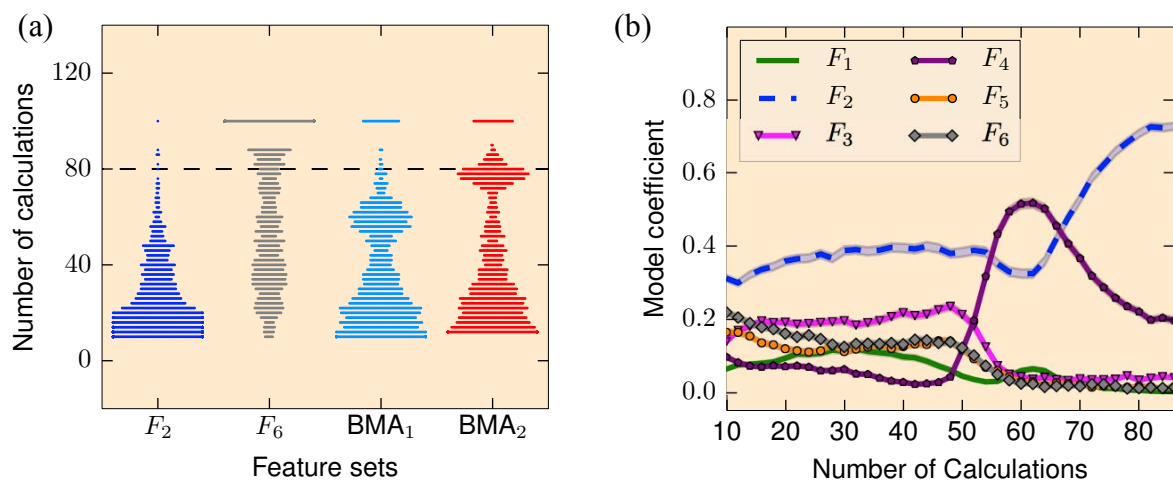 (a)
Number of calculations
120
80
40
0
F₂ F₆ BMA₁ BMA₂
Feature sets
(b)
Model coefficient
0.8
0.6
0.4
0.2
0.0
F₁ F₄
F₂ F₅
F₃ F₆
10 20 30 40 50 60 70 80
Number of Calculations